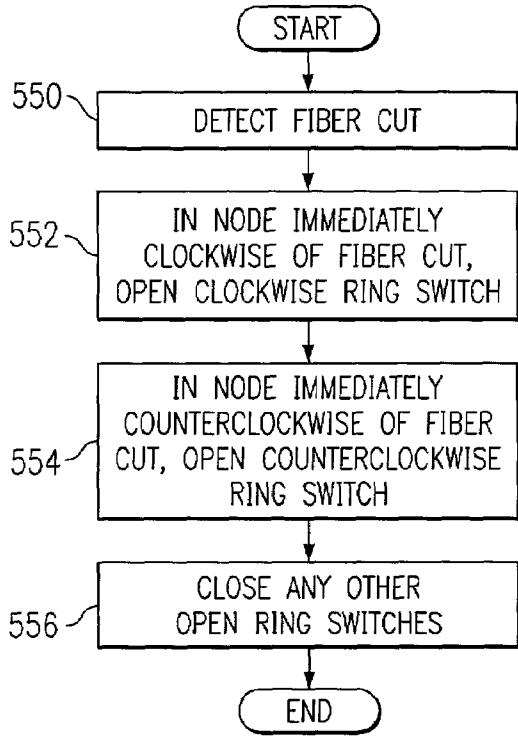 START
550
DETECT FIBER CUT
552
IN NODE IMMEDIATELY
CLOCKWISE OF FIBER CUT,
OPEN CLOCKWISE RING SWITCH
554
IN NODE IMMEDIATELY
COUNTERCLOCKWISE OF FIBER
CUT, OPEN COUNTERCLOCKWISE
RING SWITCH
556
CLOSE ANY OTHER
OPEN RING SWITCHES
END